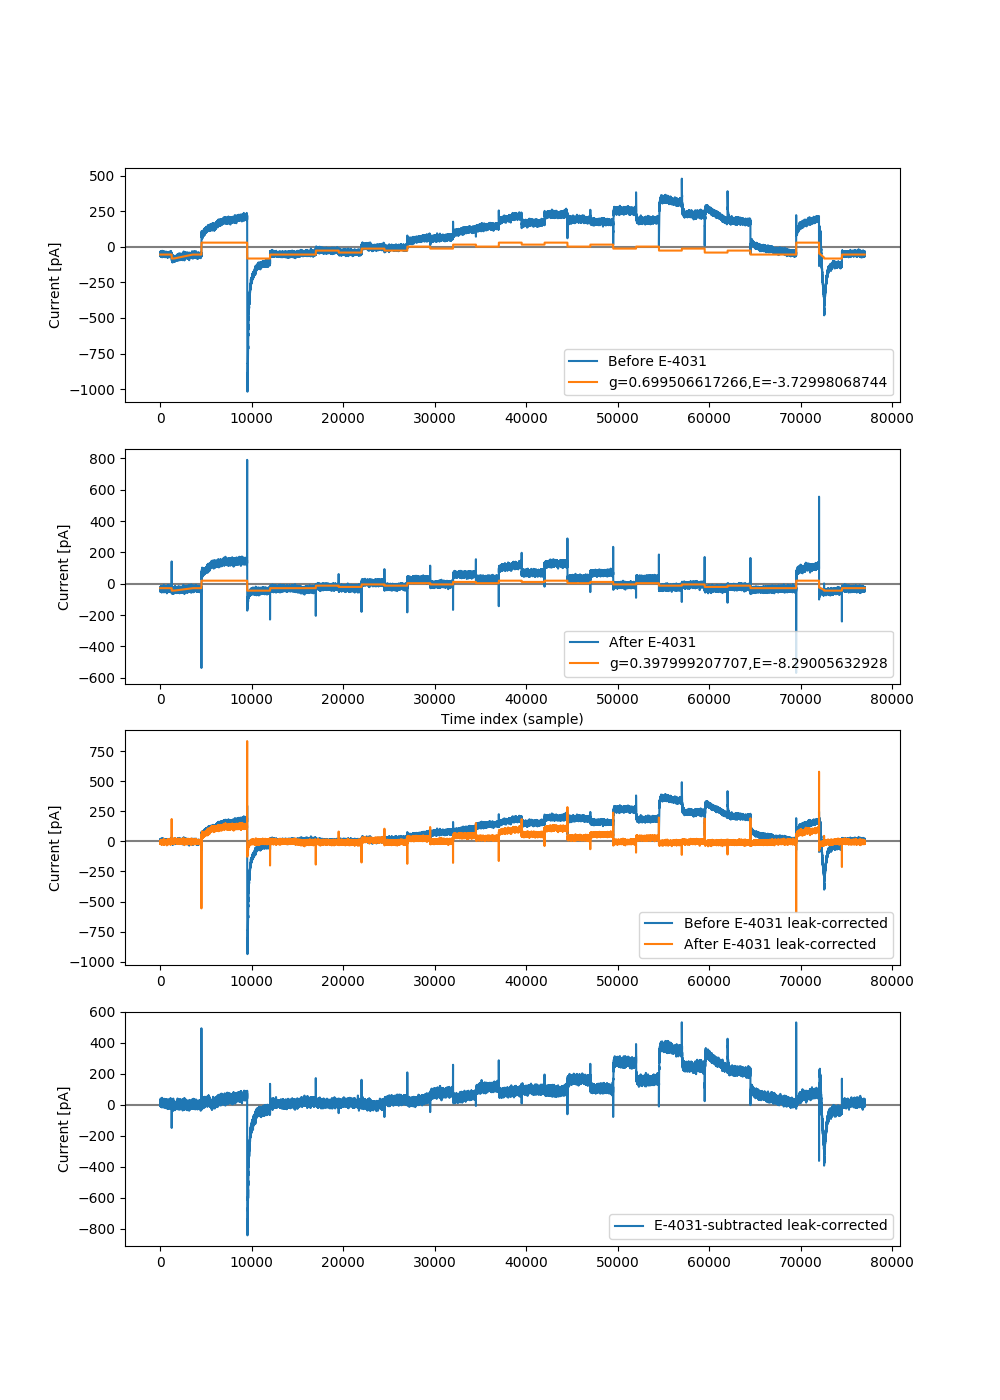 500
250
0
−250
−500
−750
−1000
Current [pA]
Before E-4031
g=0.699506617266,E=-3.72998068744
0 10000 20000 30000 40000 50000 60000 70000 80000
800
600
400
200
0
−200
−400
−600
Current [pA]
After E-4031
g=0.397999207707,E=-8.29005632928
0 10000 20000 30000 40000 50000 60000 70000 80000
Time index (sample)
750
500
250
0
−250
−500
−750
−1000
Current [pA]
Before E-4031 leak-corrected
After E-4031 leak-corrected
0 10000 20000 30000 40000 50000 60000 70000 80000
600
400
200
0
−200
−400
−600
−800
Current [pA]
E-4031-subtracted leak-corrected
0 10000 20000 30000 40000 50000 60000 70000 80000